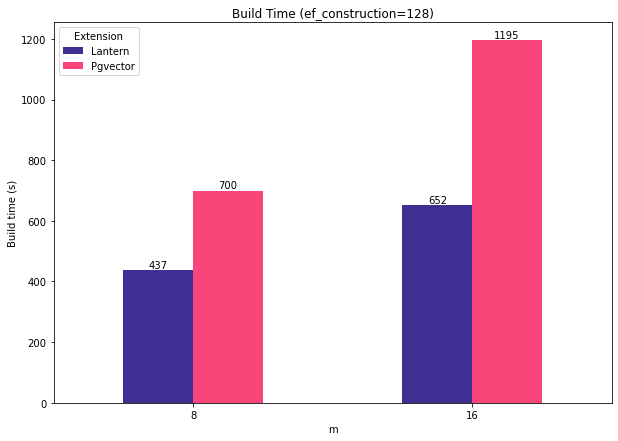 Build Time (ef_construction=128)
Extension
Lantern
Pgvector
Build time (s)
1200
1000
800
600
400
200
0
437
700
652
1195
8
16
m